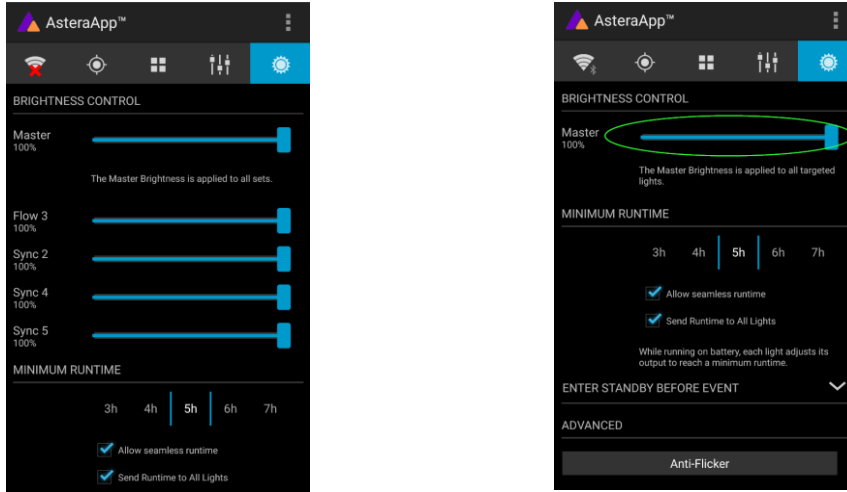 AsteraApp™
BRIGHTNESS CONTROL
Master
100%
The Master Brightness is applied to all sets.
Flow 3
100%
Sync 2
100%
Sync 4
100%
Sync 5
100%
MINIMUM RUNTIME
3h 4h 5h 6h 7h
Allow seamless runtime
Send Runtime to All Lights
AsteraApp™
BRIGHTNESS CONTROL
Master
100%
The Master Brightness is applied to all targeted
lights.
MINIMUM RUNTIME
3h 4h 5h 6h 7h
Allow seamless runtime
Send Runtime to All Lights
While running on battery, each light adjusts its
output to reach a minimum runtime.
ENTER STANDBY BEFORE EVENT
ADVANCED
Anti-Flicker